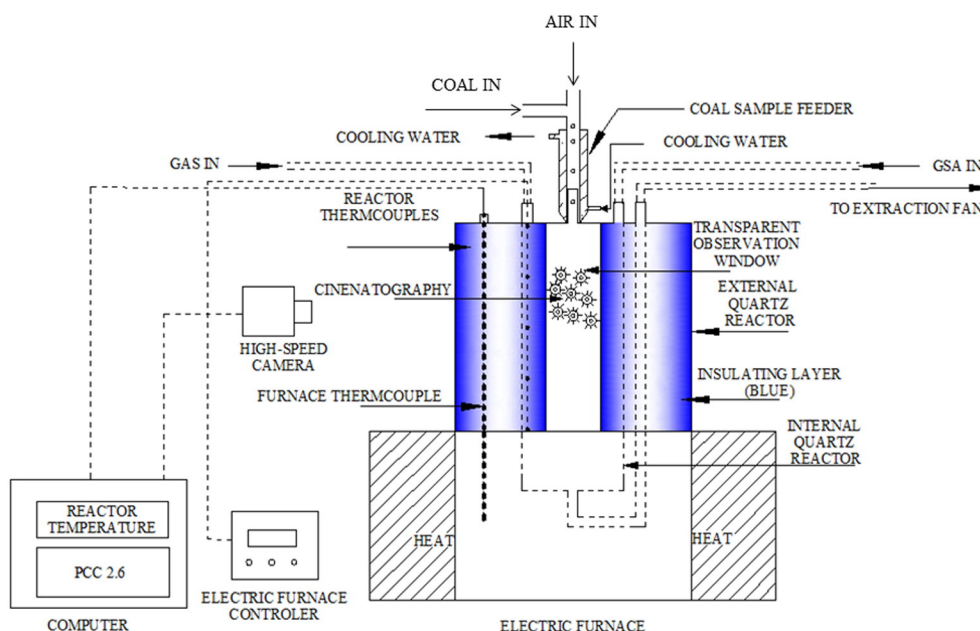 AIR IN
COAL IN
COAL SAMPLE FEEDER
COOLING WATER
COOLING WATER
GAS IN
GSA IN
REACTOR
THERMCOUPLES
TO EXTRACTION FAN
TRANSPARENT
OBSERVATION
WINDOW
CINENATOGRAPHY
EXTERNAL
QUARTZ
REACTOR
HIGH-SPEED
CAMERA
INSULATING LAYER
(BLUE)
FURNACE THERMCOUPLE
INTERNAL
QUARTZ
REACTOR
REACTOR
TEMPERATURE
HEAT
HEAT
PCC 2.6
ELECTRIC FURNACE
CONTROLER
COMPUTER
ELECTRIC FURNACE